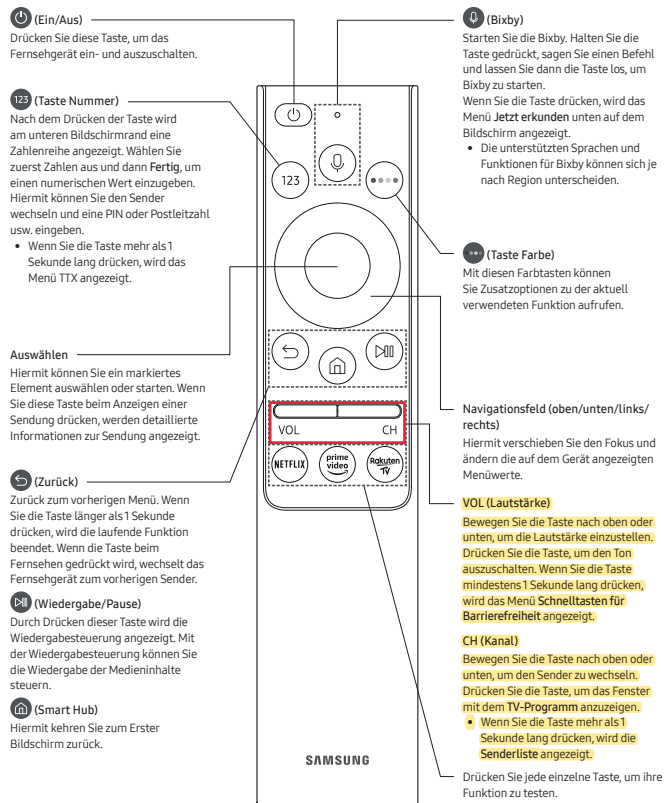 (Ein/Aus)
Drücken Sie diese Taste, um das
Fernsehgerät ein- und auszuschalten.
123 (Taste Nummer)
Nach dem Drücken der Taste wird
am unteren Bildschirmrand eine
Zahlenreihe angezeigt. Wählen Sie
zuerst Zahlen aus und dann Fertig, um
einen numerischen Wert einzugeben.
Hiermit können Sie den Sender
wechseln und eine PIN oder Postleitzahl
usw. eingeben.
• Wenn Sie die Taste mehr als 1
Sekunde lang drücken, wird das
Menü TTX angezeigt.
Auswählen
Hiermit können Sie ein markiertes
Element auswählen oder starten. Wenn
Sie diese Taste beim Anzeigen einer
Sendung drücken, werden detaillierte
Informationen zur Sendung angezeigt.
(Zurück)
Zurück zum vorherigen Menü. Wenn
Sie die Taste länger als 1 Sekunde
drücken, wird die laufende Funktion
beendet. Wenn die Taste beim
Fernsehen gedrückt wird, wechselt das
Fernsehgerät zum vorherigen Sender.
(Wiedergabe/Pause)
Durch Drücken dieser Taste wird die
Wiedergabesteuerung angezeigt. Mit
der Wiedergabesteuerung können Sie
die Wiedergabe der Medieninhalte
steuern.
(Smart Hub)
Hiermit kehren Sie zum Erster
Bildschirm zurück.
123
VOL CH
NETFLIX
prime
video
Rakuten
TV
SAMSUNG
(Bixby)
Starten Sie die Bixby. Halten Sie die
Taste gedrückt, sagen Sie einen Befehl
und lassen Sie dann die Taste los, um
Bixby zu starten.
Wenn Sie die Taste drücken, wird das
Menü Jetzt erkunden unten auf dem
Bildschirm angezeigt.
• Die unterstützten Sprachen und
Funktionen für Bixby können sich je
nach Region unterscheiden.
(Taste Farbe)
Mit diesen Farbtasten können
Sie Zusatzoptionen zu der aktuell
verwendeten Funktion aufrufen.
Navigationsfeld (oben/unten/links/
rechts)
Hiermit verschieben Sie den Fokus und
ändern die auf dem Gerät angezeigten
Menüwerte.
VOL (Lautstärke)
Bewegen Sie die Taste nach oben oder
unten, um die Lautstärke einzustellen.
Drücken Sie die Taste, um den Ton
auszuschalten. Wenn Sie die Taste
mindestens 1 Sekunde lang drücken,
wird das Menü Schnelltasten für
Barrierefreiheit angezeigt.
CH (Kanal)
Bewegen Sie die Taste nach oben oder
unten, um den Sender zu wechseln.
Drücken Sie die Taste, um das Fenster
mit dem TV-Programm anzuzeigen.
• Wenn Sie die Taste mehr als 1
Sekunde lang drücken, wird die
Senderliste angezeigt.
Drücken Sie jede einzelne Taste, um ihre
Funktion zu testen.